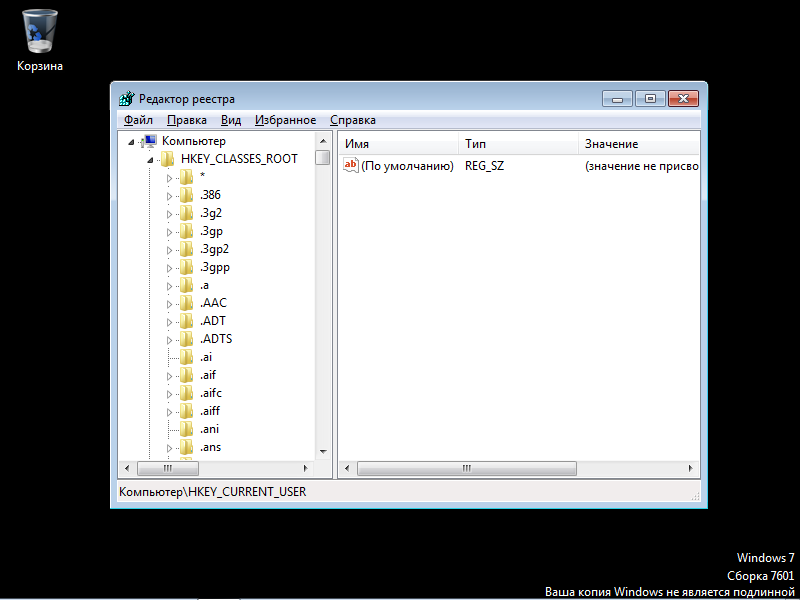 Корзина
Редактор реестра
Файл Правка Вид Избранное Справка
Компьютер
HKEY_CLASSES_ROOT
*
.386
.3g2
.3gp
.3gp2
.3gpp
.a
.AAC
.ADT
.ADTS
.ai
.aif
.aifc
.aiff
.ani
.ans
Имя Тип Значение
ab (По умолчанию) REG_SZ (значение не присво
Компьютер\HKEY_CURRENT_USER
Windows 7
Сборка 7601
Ваша копия Windows не является подлинной